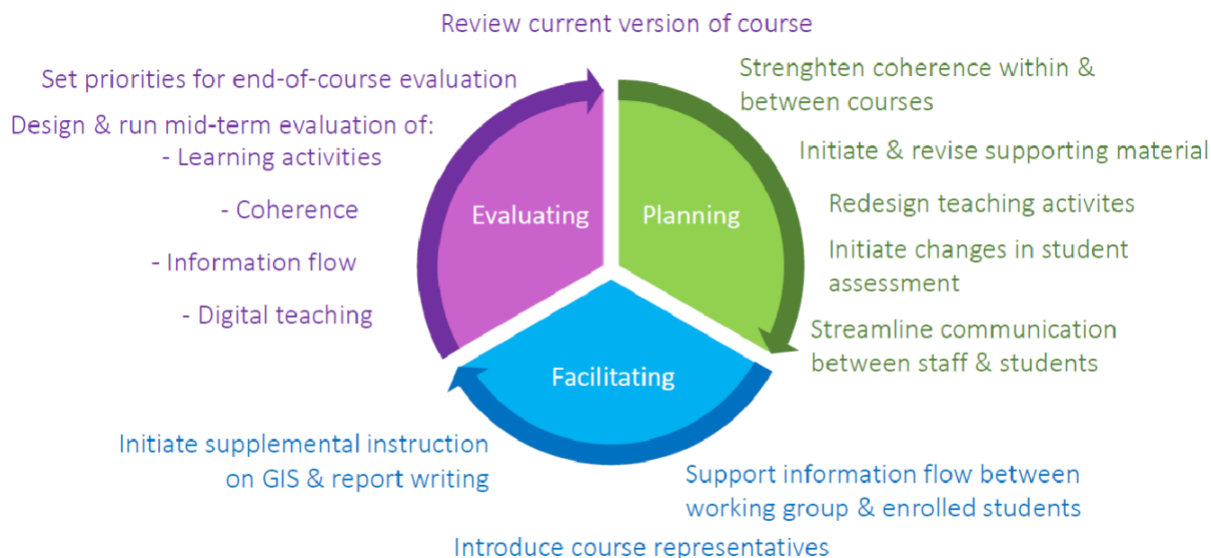 Review current version of course
Set priorities for end-of-course evaluation
Design & run mid-term evaluation of:
- Learning activities
- Coherence
- Information flow
- Digital teaching
Evaluating
Planning
Facilitating
Strenghten coherence within &
between courses
Initiate & revise supporting material
Redesign teaching activites
Initiate changes in student
assessment
Streamline communication
between staff & students
Initiate supplemental instruction
on GIS & report writing
Support information flow between
working group & enrolled students
Introduce course representatives